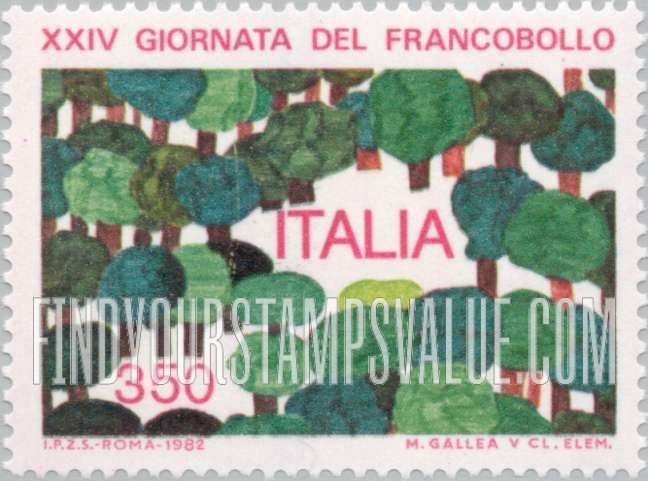 XXIV GIORNATA DEL FRANCOBOLLO
ITALIA
FINDYOURSTAMPSVALUE.COM
350
I.P.Z.S.-ROMA-1982
M. GALLEA V CL. ELEM.